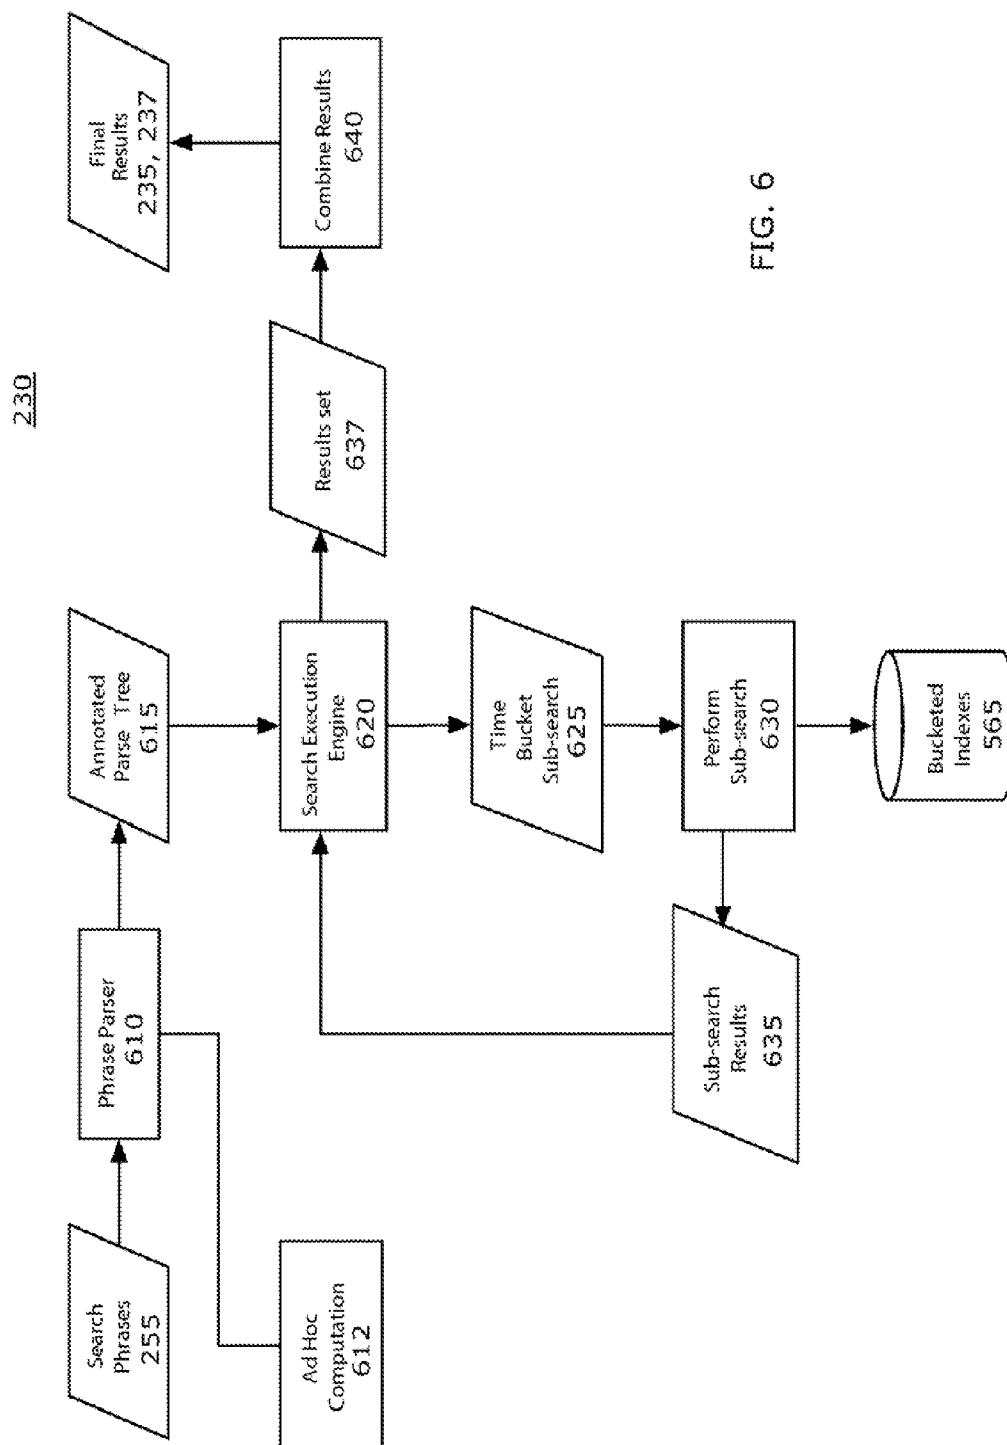 230
Search
Phrases
255
Phrase Parser
610
Annotated
Parse Tree
615
Final
Results
235, 237
Ad Hoc
Computation
612
Search Execution
Engine
620
Results set
637
Combine Results
640
Time
Bucket
Sub-search
625
Sub-search
Results
635
Perform
Sub-search
630
Bucketed
Indexes
565
FIG. 6